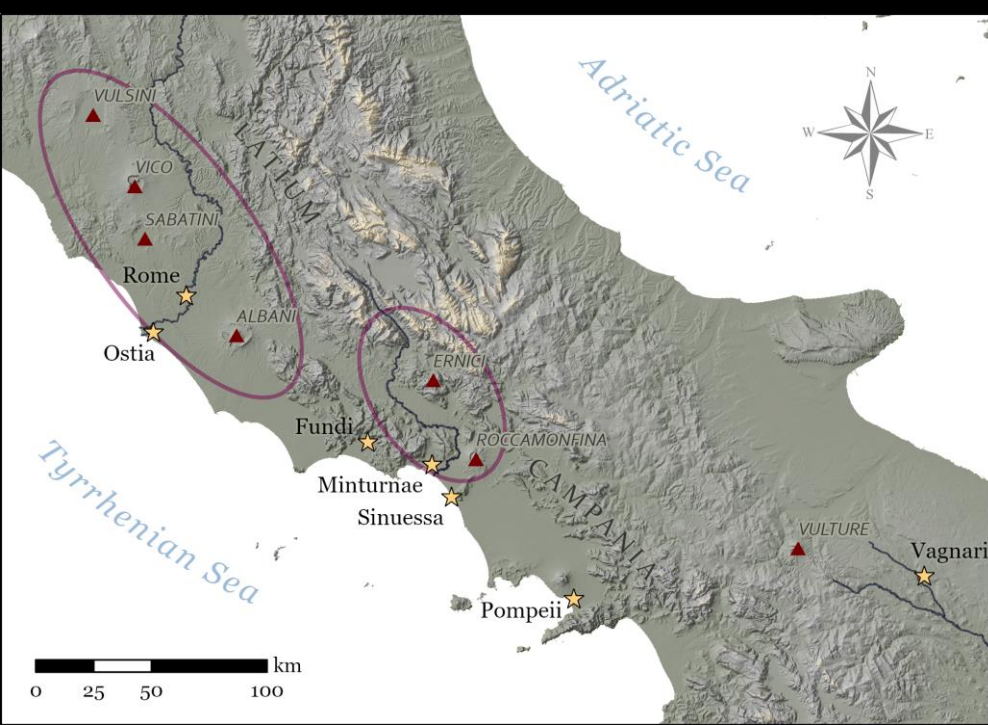 Adriatic Sea
N
W
E
S
VULSINI
LATIUM
VICO
SABATINI
Rome
ALBANI
Ostia
ERNICI
Fundi
ROCCAMONFINA
Minturnae
CAMPANIA
Sinuessa
Tyrrhenian Sea
VULTURE
Vagnari
Pompeii
km
0 25 50 100